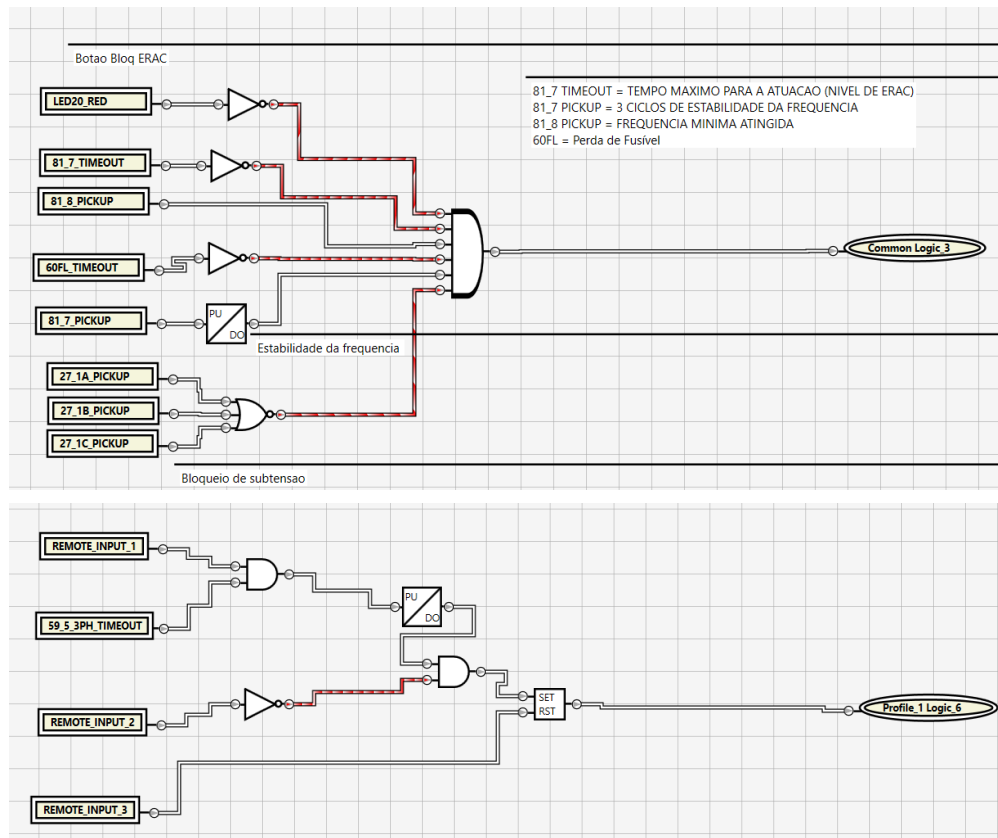 Botao Bloq ERAC
LED20_RED
81_7 TIMEOUT = TEMPO MAXIMO PARA A ATUACAO (NIVEL DE ERAC)
81_7 PICKUP = 3 CICLOS DE ESTABILIDADE DA FREQUENCIA
81_8 PICKUP = FREQUENCIA MINIMA ATINGIDA
60FL = Perda de Fusível
81_7_TIMEOUT
81_8_PICKUP
Common Logic_3
60FL_TIMEOUT
81_7_PICKUP
PU
DO
Estabilidade da frequencia
27_1A_PICKUP
27_1B_PICKUP
27_1C_PICKUP
Bloqueio de subtensao
REMOTE_INPUT_1
59_5_3PH_TIMEOUT
PU
DO
REMOTE_INPUT_2
SET
RST
Profile_1 Logic_6
REMOTE_INPUT_3